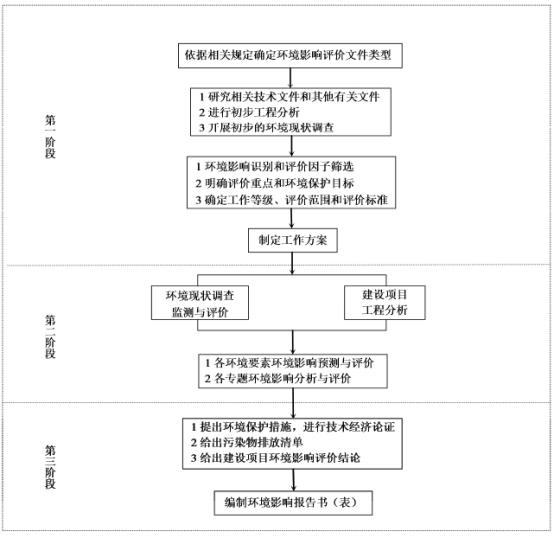 依据相关规定确定环境影响评价文件类型
第一阶段
1 研究相关技术文件和其他有关文件
2 进行初步工程分析
3 开展初步的环境现状调查
1 环境影响识别和评价因子筛选
2 明确评价重点和环境保护目标
3 确定工作等级、评价范围和评价标准
制定工作方案
第二阶段
环境现状调查
监测与评价
建设项目
工程分析
1 各环境要素环境影响预测与评价
2 各专题环境影响分析与评价
第三阶段
1 提出环境保护措施，进行技术经济论证
2 给出污染物排放清单
3 给出建设项目环境影响评价结论
编制环境影响报告书（表）